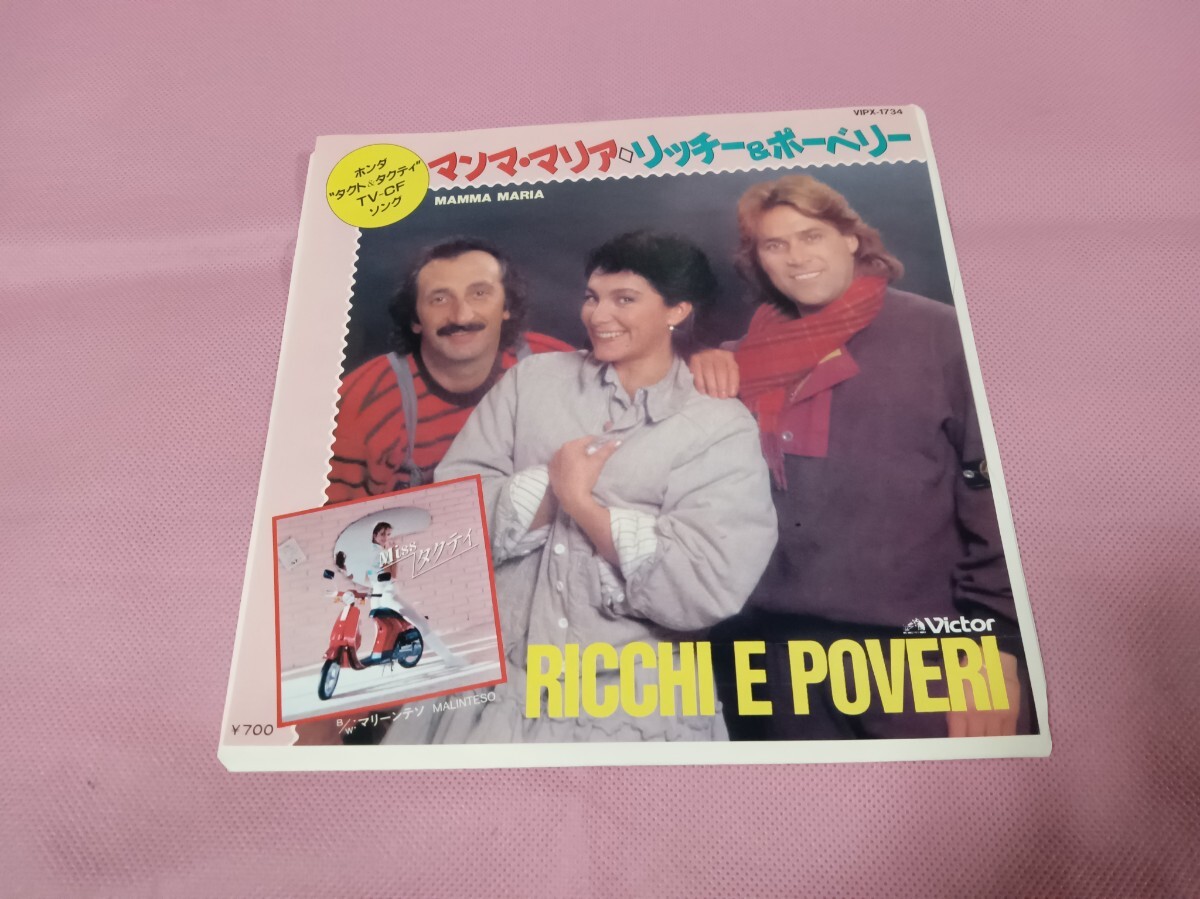 VIPX-1734
ホンダ
"タクト&タクティ"
TV-CF
ソング
マンマ・マリア◇リッチー&ポーベリー
MAMMA MARIA
Miss
タクティ
Victor
RICCHI E POVERI
B/W・マリーンテソ MALINTESO
¥700